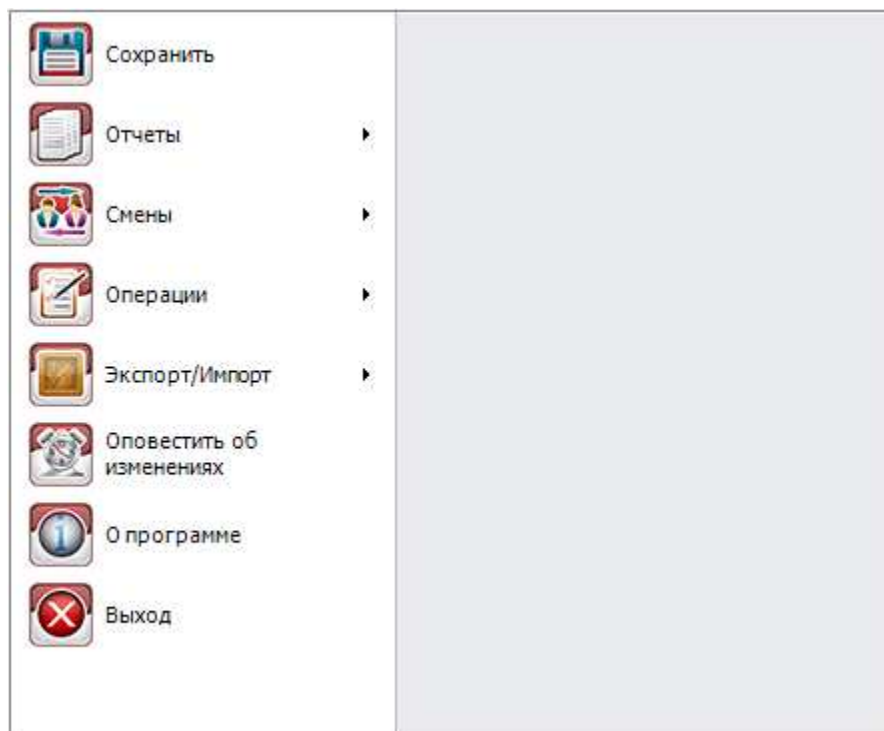 Сохранить
Отчеты
Смены
Операции
Экспорт/Импорт
Оповестить об
изменениях
О программе
Выход